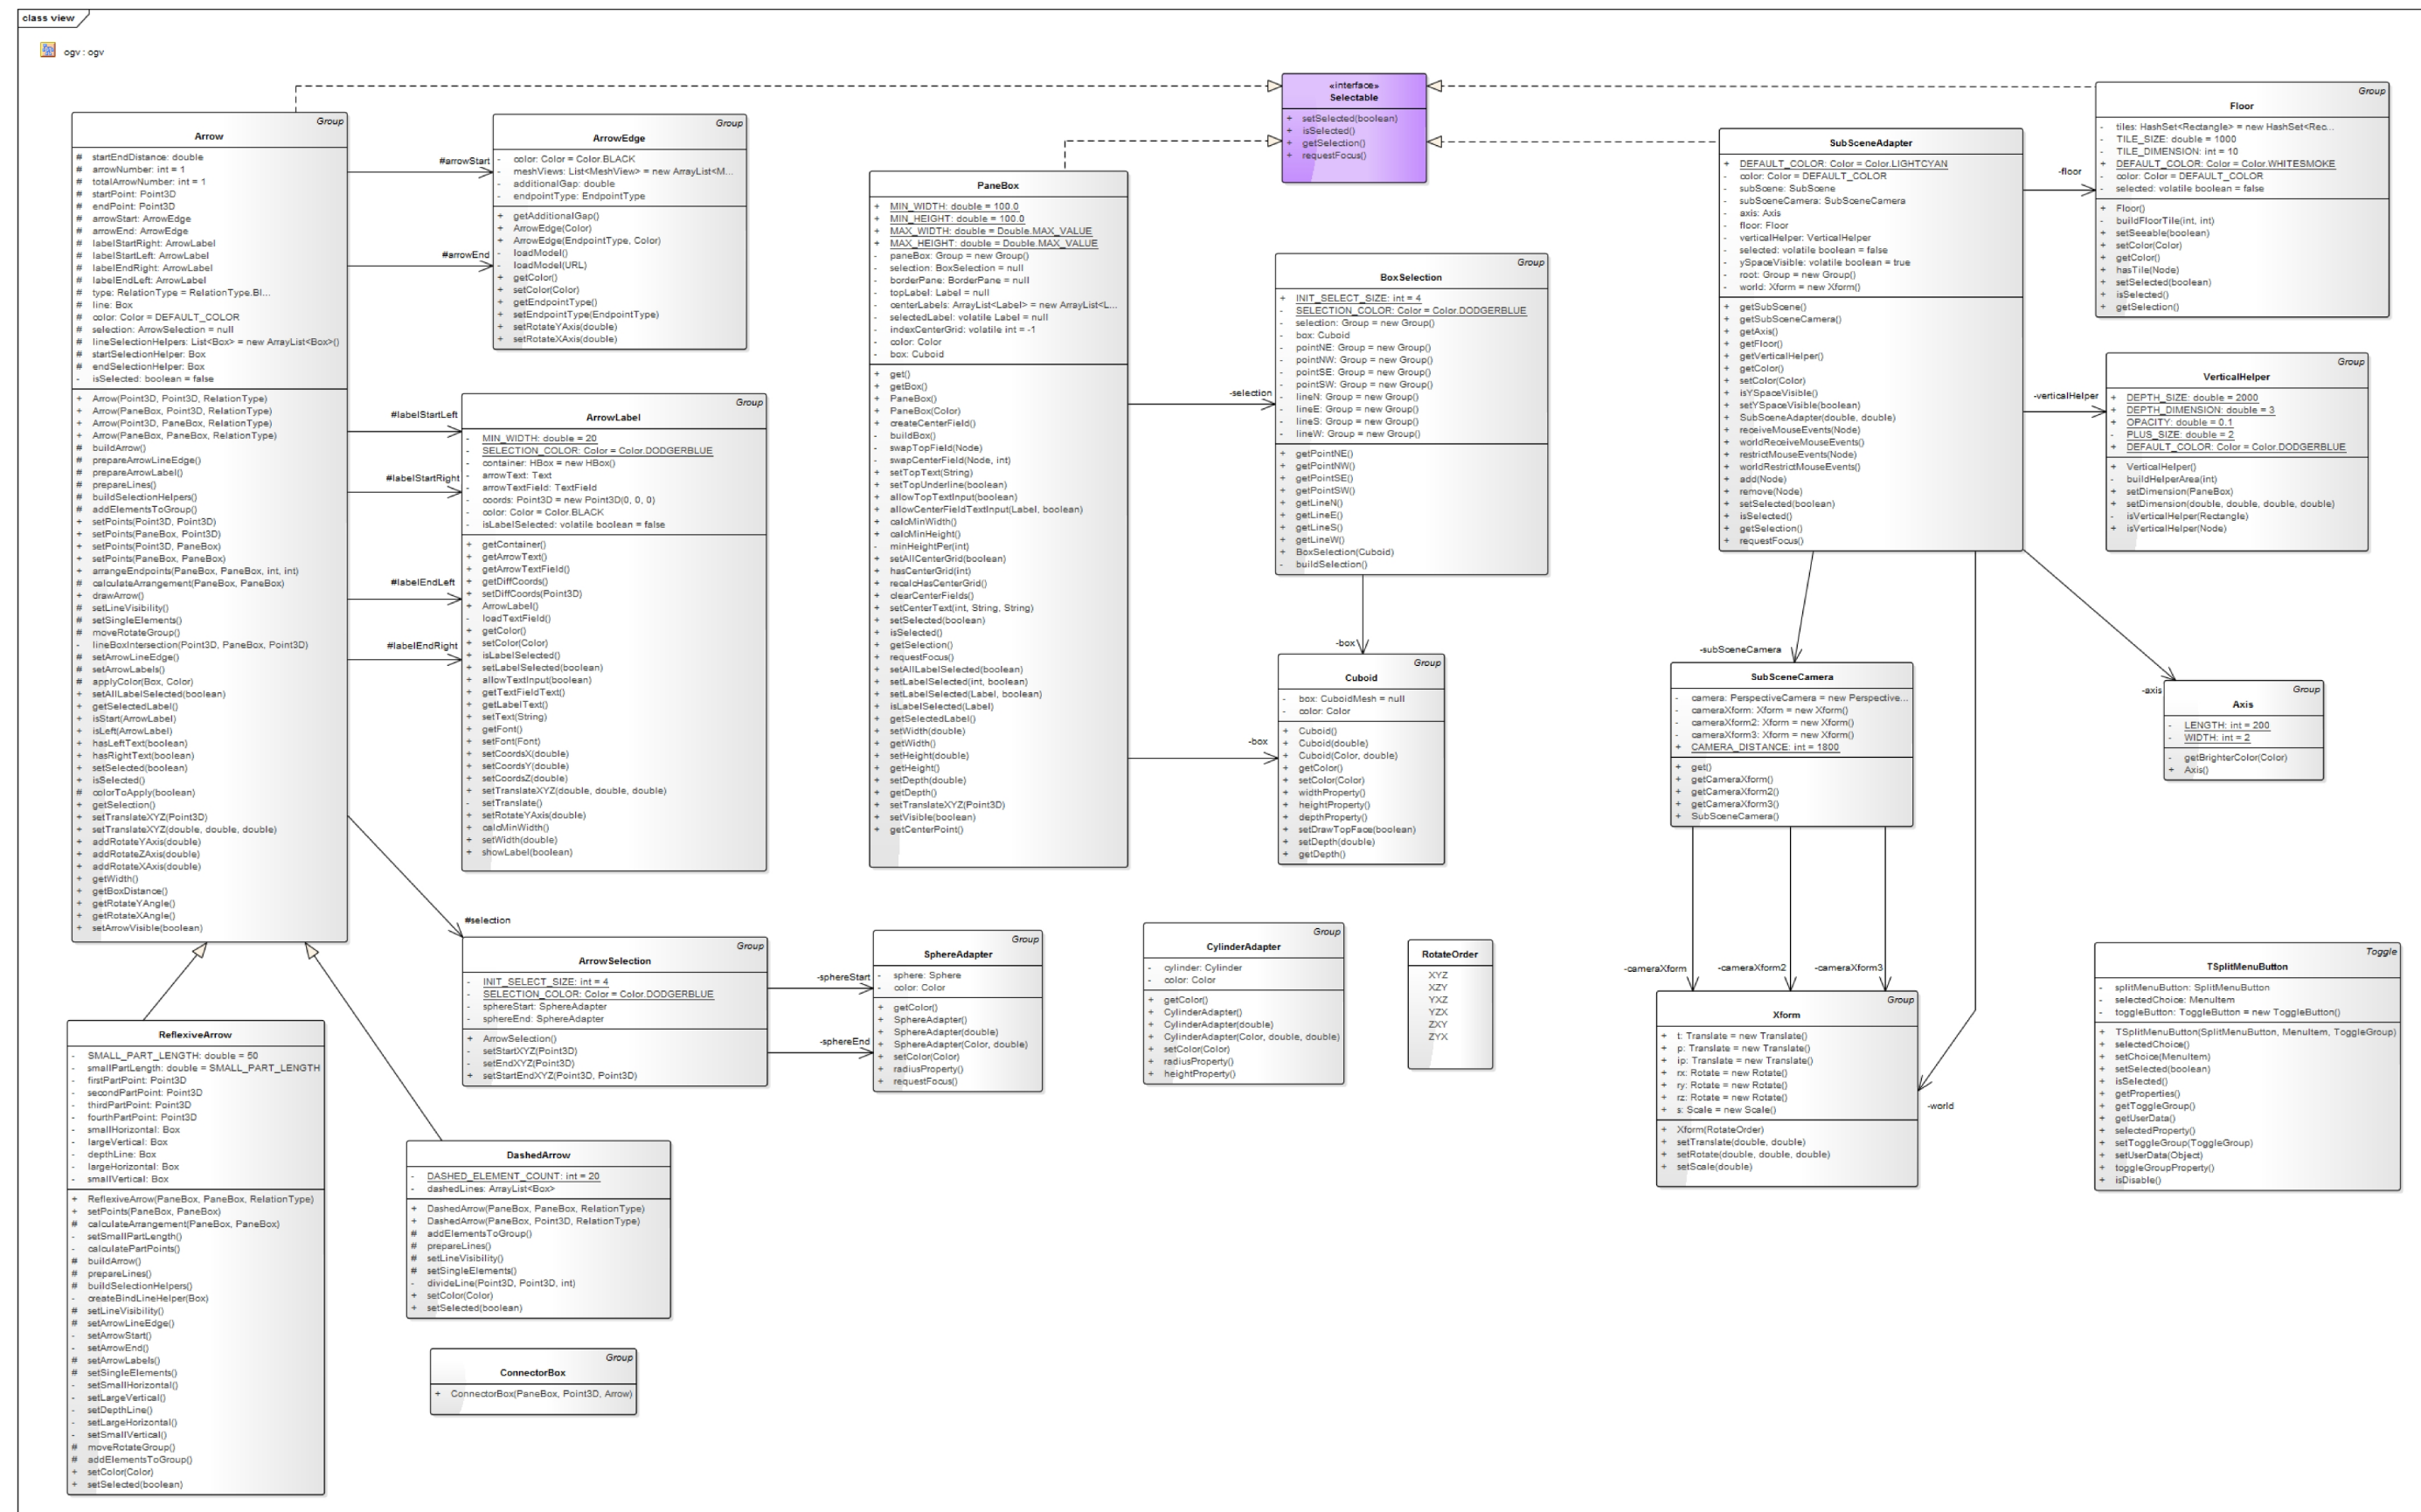 class view
ogv : ogv
Group
Arrow
# startEndDistance: double
# arrowNumber: int = 1
# totalArrowNumber: int = 1
# startPoint: Point3D
# endPoint: Point3D
# arrowStart: ArrowEdge
# arrowEnd: ArrowEdge
# labelStartRight: ArrowLabel
# labelStartLeft: ArrowLabel
# labelEndRight: ArrowLabel
# labelEndLeft: ArrowLabel
# type: RelationType = RelationType.BI...
# line: Box
# color: Color = DEFAULT_COLOR
# selection: ArrowSelection = null
# lineSelectionHelpers: List<Box> = new ArrayList<Box>()
# startSelectionHelper: Box
# endSelectionHelper: Box
- isSelected: boolean = false
+ Arrow(Point3D, Point3D, RelationType)
+ Arrow(PaneBox, Point3D, RelationType)
+ Arrow(Point3D, PaneBox, RelationType)
+ Arrow(PaneBox, PaneBox, RelationType)
# buildArrow()
# prepareArrowLineEdge()
# prepareArrowLabel()
# prepareLines()
# buildSelectionHelpers()
# addElementsToGroup()
+ setPoints(Point3D, Point3D)
+ setPoints(PaneBox, Point3D)
+ setPoints(Point3D, PaneBox)
+ setPoints(PaneBox, PaneBox)
+ arrangeEndpoints(PaneBox, PaneBox, int, int)
# calculateArrangement(PaneBox, PaneBox)
+ drawArrow()
# setLineVisibility()
# setSingleElements()
# moveRotateGroup()
- lineBoxIntersection(Point3D, PaneBox, Point3D)
# setArrowLineEdge()
# setArrowLabels()
# applyColor(Box, Color)
+ setAllLabelSelected(boolean)
+ getSelectedLabel()
+ isStart(ArrowLabel)
+ isLeft(ArrowLabel)
+ hasLeftText(boolean)
+ hasRightText(boolean)
+ setSelected(boolean)
+ isSelected()
# colorToApply(boolean)
+ getSelection()
+ setTranslateXYZ(Point3D)
+ setTranslateXYZ(double, double, double)
+ addRotateYAxis(double)
+ addRotateZAxis(double)
+ addRotateXAxis(double)
+ getWidth()
+ getBoxDistance()
+ getRotateYAngle()
+ getRotateXAngle()
+ setArrowVisible(boolean)
#arrowStart
#arrowEnd
#labelStartLeft
#labelStartRight
#labelEndLeft
#labelEndRight
#selection
Group
ArrowEdge
- color: Color = Color.BLACK
- meshViews: List<MeshView> = new ArrayList<M...
- additionalGap: double
- endpointType: EndpointType
+ getAdditionalGap()
+ ArrowEdge(Color)
+ ArrowEdge(EndpointType, Color)
- loadModel()
- loadModel(URL)
+ getColor()
+ setColor(Color)
+ getEndpointType()
+ setEndpointType(EndpointType)
+ setRotateYAxis(double)
+ setRotateXAxis(double)
Group
ArrowLabel
- MIN_WIDTH: double = 20
- SELECTION_COLOR: Color = Color.DODGERBLUE
- container: HBox = new HBox()
- arrowText: Text
- arrowTextField: TextField
- coords: Point3D = new Point3D(0, 0, 0)
- color: Color = Color.BLACK
- isLabelSelected: volatile boolean = false
+ getContainer()
+ getArrowText()
+ getArrowTextField()
+ getDiffCoords()
+ setDiffCoords(Point3D)
+ ArrowLabel()
- loadTextField()
+ getColor()
+ setColor(Color)
+ isLabelSelected()
+ setLabelSelected(boolean)
+ allowTextInput(boolean)
+ getTextFieldText()
+ getLabelText()
+ setText(String)
+ getFont()
+ setFont(Font)
+ setCoordsX(double)
+ setCoordsY(double)
+ setCoordsZ(double)
+ setTranslateXYZ(double, double, double)
- setTranslate()
+ setRotateYAxis(double)
+ calcMinWidth()
+ setWidth(double)
+ showLabel(boolean)
PaneBox
+ MIN_WIDTH: double = 100.0
+ MIN_HEIGHT: double = 100.0
+ MAX_WIDTH: double = Double.MAX_VALUE
+ MAX_HEIGHT: double = Double.MAX_VALUE
- paneBox: Group = new Group()
- selection: BoxSelection = null
- borderPane: BorderPane = null
- topLabel: Label = null
- centerLabels: ArrayList<Label> = new ArrayList<L...
- selectedLabel: volatile Label = null
- indexCenterGrid: volatile int = -1
- color: Color
- box: Cuboid
+ get()
+ getBox()
+ PaneBox()
+ PaneBox(Color)
+ createCenterField()
- buildBox()
- swapTopField(Node)
- swapCenterField(Node, int)
+ setTopText(String)
+ setTopUnderline(boolean)
+ allowTopTextInput(boolean)
+ allowCenterFieldTextInput(Label, boolean)
+ calcMinWidth()
+ calcMinHeight()
- minHeightPer(int)
+ setAllCenterGrid(boolean)
+ hasCenterGrid(int)
+ recalcHasCenterGrid()
+ clearCenterFields()
+ setCenterText(int, String, String)
+ setSelected(boolean)
+ isSelected()
+ getSelection()
+ requestFocus()
+ setAllLabelSelected(boolean)
+ setLabelSelected(int, boolean)
+ setLabelSelected(Label, boolean)
+ isLabelSelected(Label)
+ getSelectedLabel()
+ setWidth(double)
+ getWidth()
+ setHeight(double)
+ getHeight()
+ setDepth(double)
+ getDepth()
+ setTranslateXYZ(Point3D)
+ setVisible(boolean)
+ getCenterPoint()
-selection
-box
«interface»
Selectable
+ setSelected(boolean)
+ isSelected()
+ getSelection()
+ requestFocus()
Group
BoxSelection
+ INIT_SELECT_SIZE: int = 4
- SELECTION_COLOR: Color = Color.DODGERBLUE
- selection: Group = new Group()
- box: Cuboid
- pointNE: Group = new Group()
- pointNW: Group = new Group()
- pointSE: Group = new Group()
- pointSW: Group = new Group()
- lineN: Group = new Group()
- lineE: Group = new Group()
- lineS: Group = new Group()
- lineW: Group = new Group()
+ getPointNE()
+ getPointNW()
+ getPointSE()
+ getPointSW()
+ getLineN()
+ getLineE()
+ getLineS()
+ getLineW()
+ BoxSelection(Cuboid)
- buildSelection()
-box
Group
Cuboid
- box: CuboidMesh = null
- color: Color
+ Cuboid()
+ Cuboid(double)
+ Cuboid(Color, double)
+ getColor()
+ setColor(Color)
+ widthProperty()
+ heightProperty()
+ depthProperty()
+ setDrawTopFace(boolean)
+ setDepth(double)
+ getDepth()
SubSceneAdapter
+ DEFAULT_COLOR: Color = Color.LIGHTCYAN
- color: Color = DEFAULT_COLOR
- subScene: SubScene
- subSceneCamera: SubSceneCamera
- axis: Axis
- floor: Floor
- verticalHelper: VerticalHelper
- selected: volatile boolean = false
- ySpaceVisible: volatile boolean = true
- root: Group = new Group()
- world: Xform = new Xform()
+ getSubScene()
+ getSubSceneCamera()
+ getAxis()
+ getFloor()
+ getVerticalHelper()
+ getColor()
+ setColor(Color)
+ isYSpaceVisible()
+ setYSpaceVisible(boolean)
+ SubSceneAdapter(double, double)
+ receiveMouseEvents(Node)
+ worldReceiveMouseEvents()
+ restrictMouseEvents(Node)
+ worldRestrictMouseEvents()
+ add(Node)
+ remove(Node)
+ setSelected(boolean)
+ isSelected()
+ getSelection()
+ requestFocus()
-floor
-verticalHelper
-subSceneCamera
-axis
Group
Floor
- tiles: HashSet<Rectangle> = new HashSet<Rec...
- TILE_SIZE: double = 1000
- TILE_DIMENSION: int = 10
+ DEFAULT_COLOR: Color = Color.WHITESMOKE
- color: Color = DEFAULT_COLOR
- selected: volatile boolean = false
+ Floor()
- buildFloorTile(int, int)
+ setSeeable(boolean)
+ setColor(Color)
+ getColor()
+ hasTile(Node)
+ setSelected(boolean)
+ isSelected()
+ getSelection()
Group
VerticalHelper
+ DEPTH_SIZE: double = 2000
+ DEPTH_DIMENSION: double = 3
+ OPACITY: double = 0.1
- PLUS_SIZE: double = 2
+ DEFAULT_COLOR: Color = Color.DODGERBLUE
+ VerticalHelper()
- buildHelperArea(int)
+ setDimension(PaneBox)
+ setDimension(double, double, double, double)
- isVerticalHelper(Rectangle)
+ isVerticalHelper(Node)
SubSceneCamera
- camera: PerspectiveCamera = new Perspective...
- cameraXform: Xform = new Xform()
- cameraXform2: Xform = new Xform()
- cameraXform3: Xform = new Xform()
+ CAMERA_DISTANCE: int = 1800
+ get()
+ getCameraXform()
+ getCameraXform2()
+ getCameraXform3()
+ SubSceneCamera()
Group
Axis
- LENGTH: int = 200
- WIDTH: int = 2
- getBrighterColor(Color)
+ Axis()
-cameraXform
-cameraXform2
-cameraXform3
-world
Group
ArrowSelection
- INIT_SELECT_SIZE: int = 4
- SELECTION_COLOR: Color = Color.DODGERBLUE
- sphereStart: SphereAdapter
- sphereEnd: SphereAdapter
+ ArrowSelection()
- setStartXYZ(Point3D)
- setEndXYZ(Point3D)
+ setStartEndXYZ(Point3D, Point3D)
-sphereStart
-sphereEnd
Group
SphereAdapter
- sphere: Sphere
- color: Color
+ getColor()
+ SphereAdapter()
+ SphereAdapter(double)
+ SphereAdapter(Color, double)
+ setColor(Color)
+ radiusProperty()
+ requestFocus()
Group
CylinderAdapter
- cylinder: Cylinder
- color: Color
+ getColor()
+ CylinderAdapter()
+ CylinderAdapter(double)
+ CylinderAdapter(Color, double, double)
+ setColor(Color)
+ radiusProperty()
+ heightProperty()
RotateOrder
XYZ
XZY
YXZ
YZX
ZXY
ZYX
Group
Xform
+ t: Translate = new Translate()
+ p: Translate = new Translate()
+ ip: Translate = new Translate()
+ rx: Rotate = new Rotate()
+ ry: Rotate = new Rotate()
+ rz: Rotate = new Rotate()
+ s: Scale = new Scale()
+ Xform(RotateOrder)
+ setTranslate(double, double)
+ setRotate(double, double, double)
+ setScale(double)
Toggle
TSplitMenuButton
- splitMenuButton: SplitMenuButton
- selectedChoice: MenuItem
- toggleButton: ToggleButton = new ToggleButton()
+ TSplitMenuButton(SplitMenuButton, MenuItem, ToggleGroup)
+ selectedChoice()
+ setChoice(MenuItem)
+ setSelected(boolean)
+ isSelected()
+ getProperties()
+ getToggleGroup()
+ getUserData()
+ selectedProperty()
+ setToggleGroup(ToggleGroup)
+ setUserData(Object)
+ toggleGroupProperty()
+ isDisable()
ReflexiveArrow
- SMALL_PART_LENGTH: double = 50
- smallPartLength: double = SMALL_PART_LENGTH
- firstPartPoint: Point3D
- secondPartPoint: Point3D
- thirdPartPoint: Point3D
- fourthPartPoint: Point3D
- smallHorizontal: Box
- largeVertical: Box
- depthLine: Box
- largeHorizontal: Box
- smallVertical: Box
+ ReflexiveArrow(PaneBox, PaneBox, RelationType)
+ setPoints(PaneBox, PaneBox)
# calculateArrangement(PaneBox, PaneBox)
- setSmallPartLength()
- calculatePartPoints()
# buildArrow()
# prepareLines()
# buildSelectionHelpers()
- createBindLineHelper(Box)
# setLineVisibility()
# setArrowLineEdge()
- setArrowStart()
- setArrowEnd()
# setArrowLabels()
# setSingleElements()
- setSmallHorizontal()
- setLargeVertical()
- setDepthLine()
- setLargeHorizontal()
- setSmallVertical()
# moveRotateGroup()
# addElementsToGroup()
+ setColor(Color)
+ setSelected(boolean)
DashedArrow
- DASHED_ELEMENT_COUNT: int = 20
- dashedLines: ArrayList<Box>
+ DashedArrow(PaneBox, PaneBox, RelationType)
+ DashedArrow(PaneBox, Point3D, RelationType)
# addElementsToGroup()
# prepareLines()
# setLineVisibility()
# setSingleElements()
- divideLine(Point3D, Point3D, int)
+ setColor(Color)
+ setSelected(boolean)
Group
ConnectorBox
+ ConnectorBox(PaneBox, Point3D, Arrow)